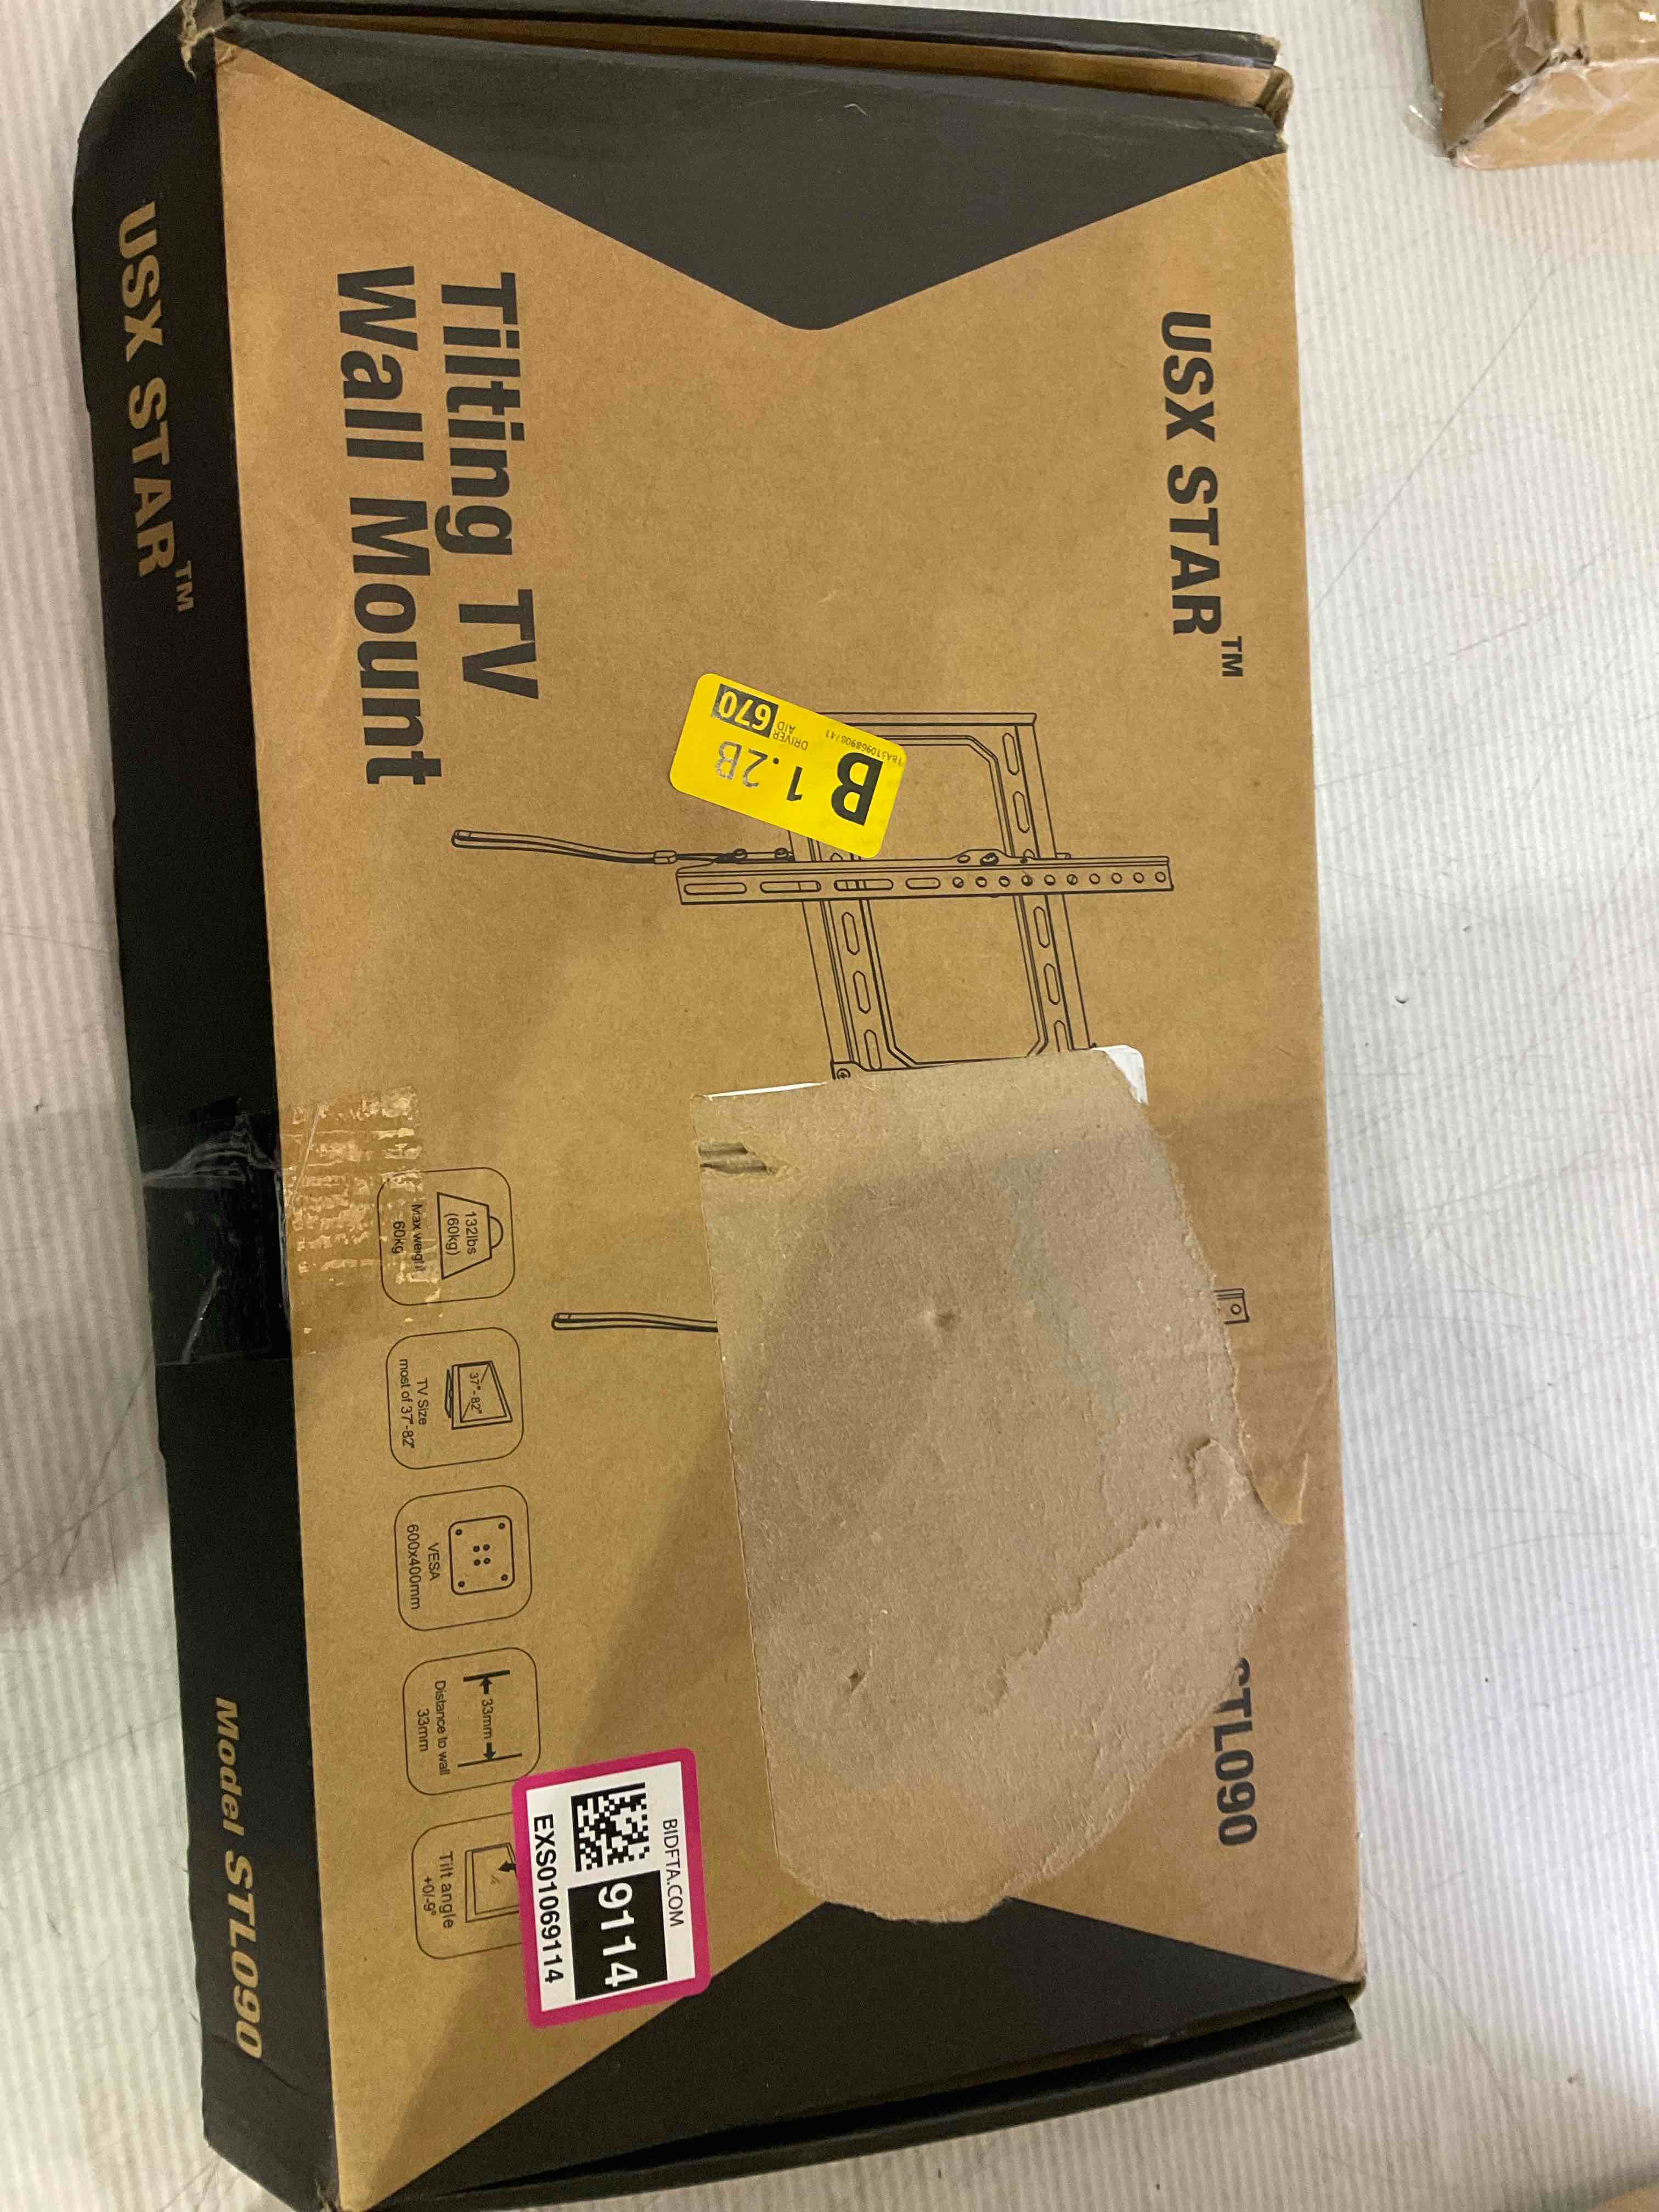 USX STAR™
STL090
Tilting TV
Wall Mount
B
1.2B
DRIVER
AID
670
132lbs
(60kg)
Max weight
60kg
37"-82"
TV Size
most of 37"-82"
VESA
600x400mm
33mm
Distance to wall
33mm
Tilt angle
+0/-9°
BIDFTA.COM
9114
EXS01069114
USX STAR™
Model STL090